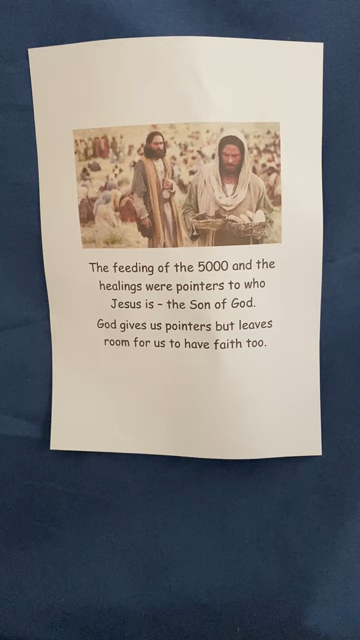 The feeding of the 5000 and the
healings were pointers to who
Jesus is – the Son of God.
God gives us pointers but leaves
room for us to have faith too.